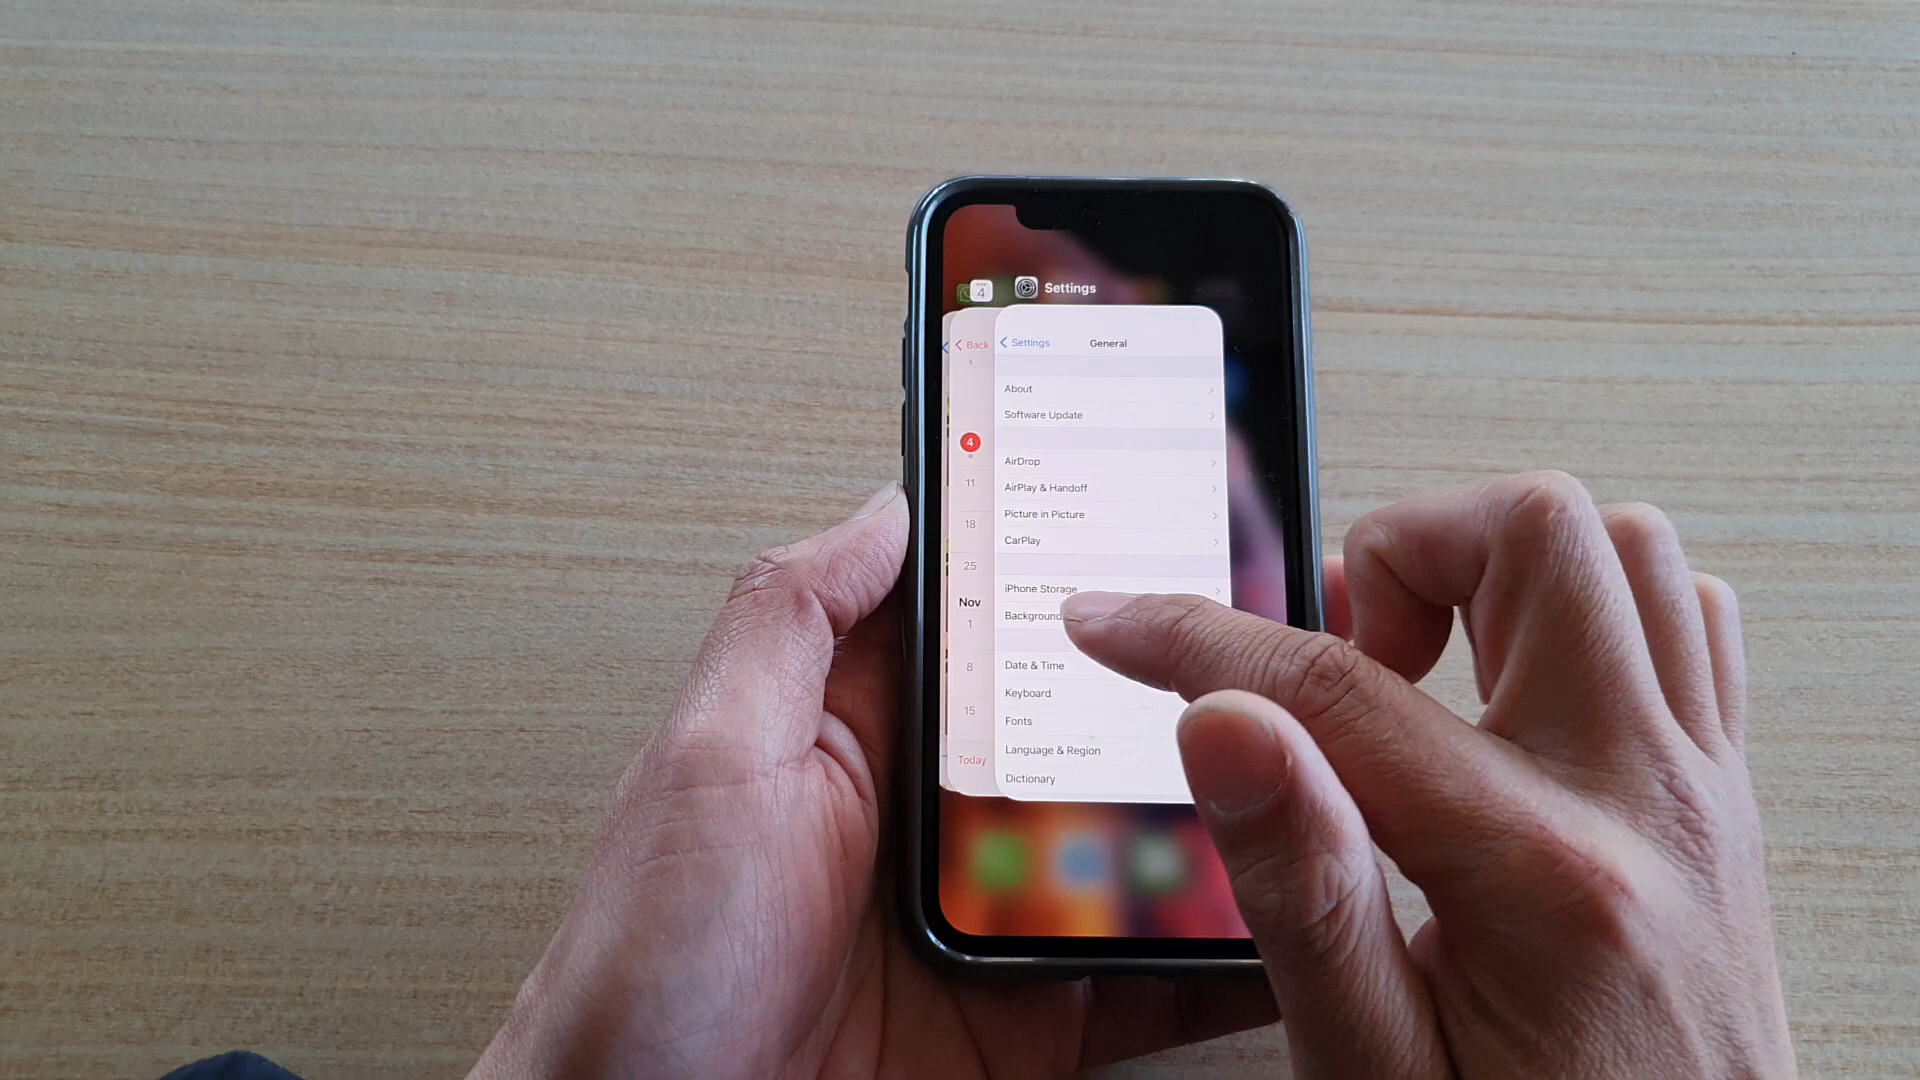 4 Settings
Back
Settings General
About
Software Update
4
AirDrop
11
AirPlay & Handoff
Picture in Picture
18
CarPlay
25
iPhone Storage
Nov
Background
1
8
Date & Time
Keyboard
15
Fonts
Language & Region
Today
Dictionary